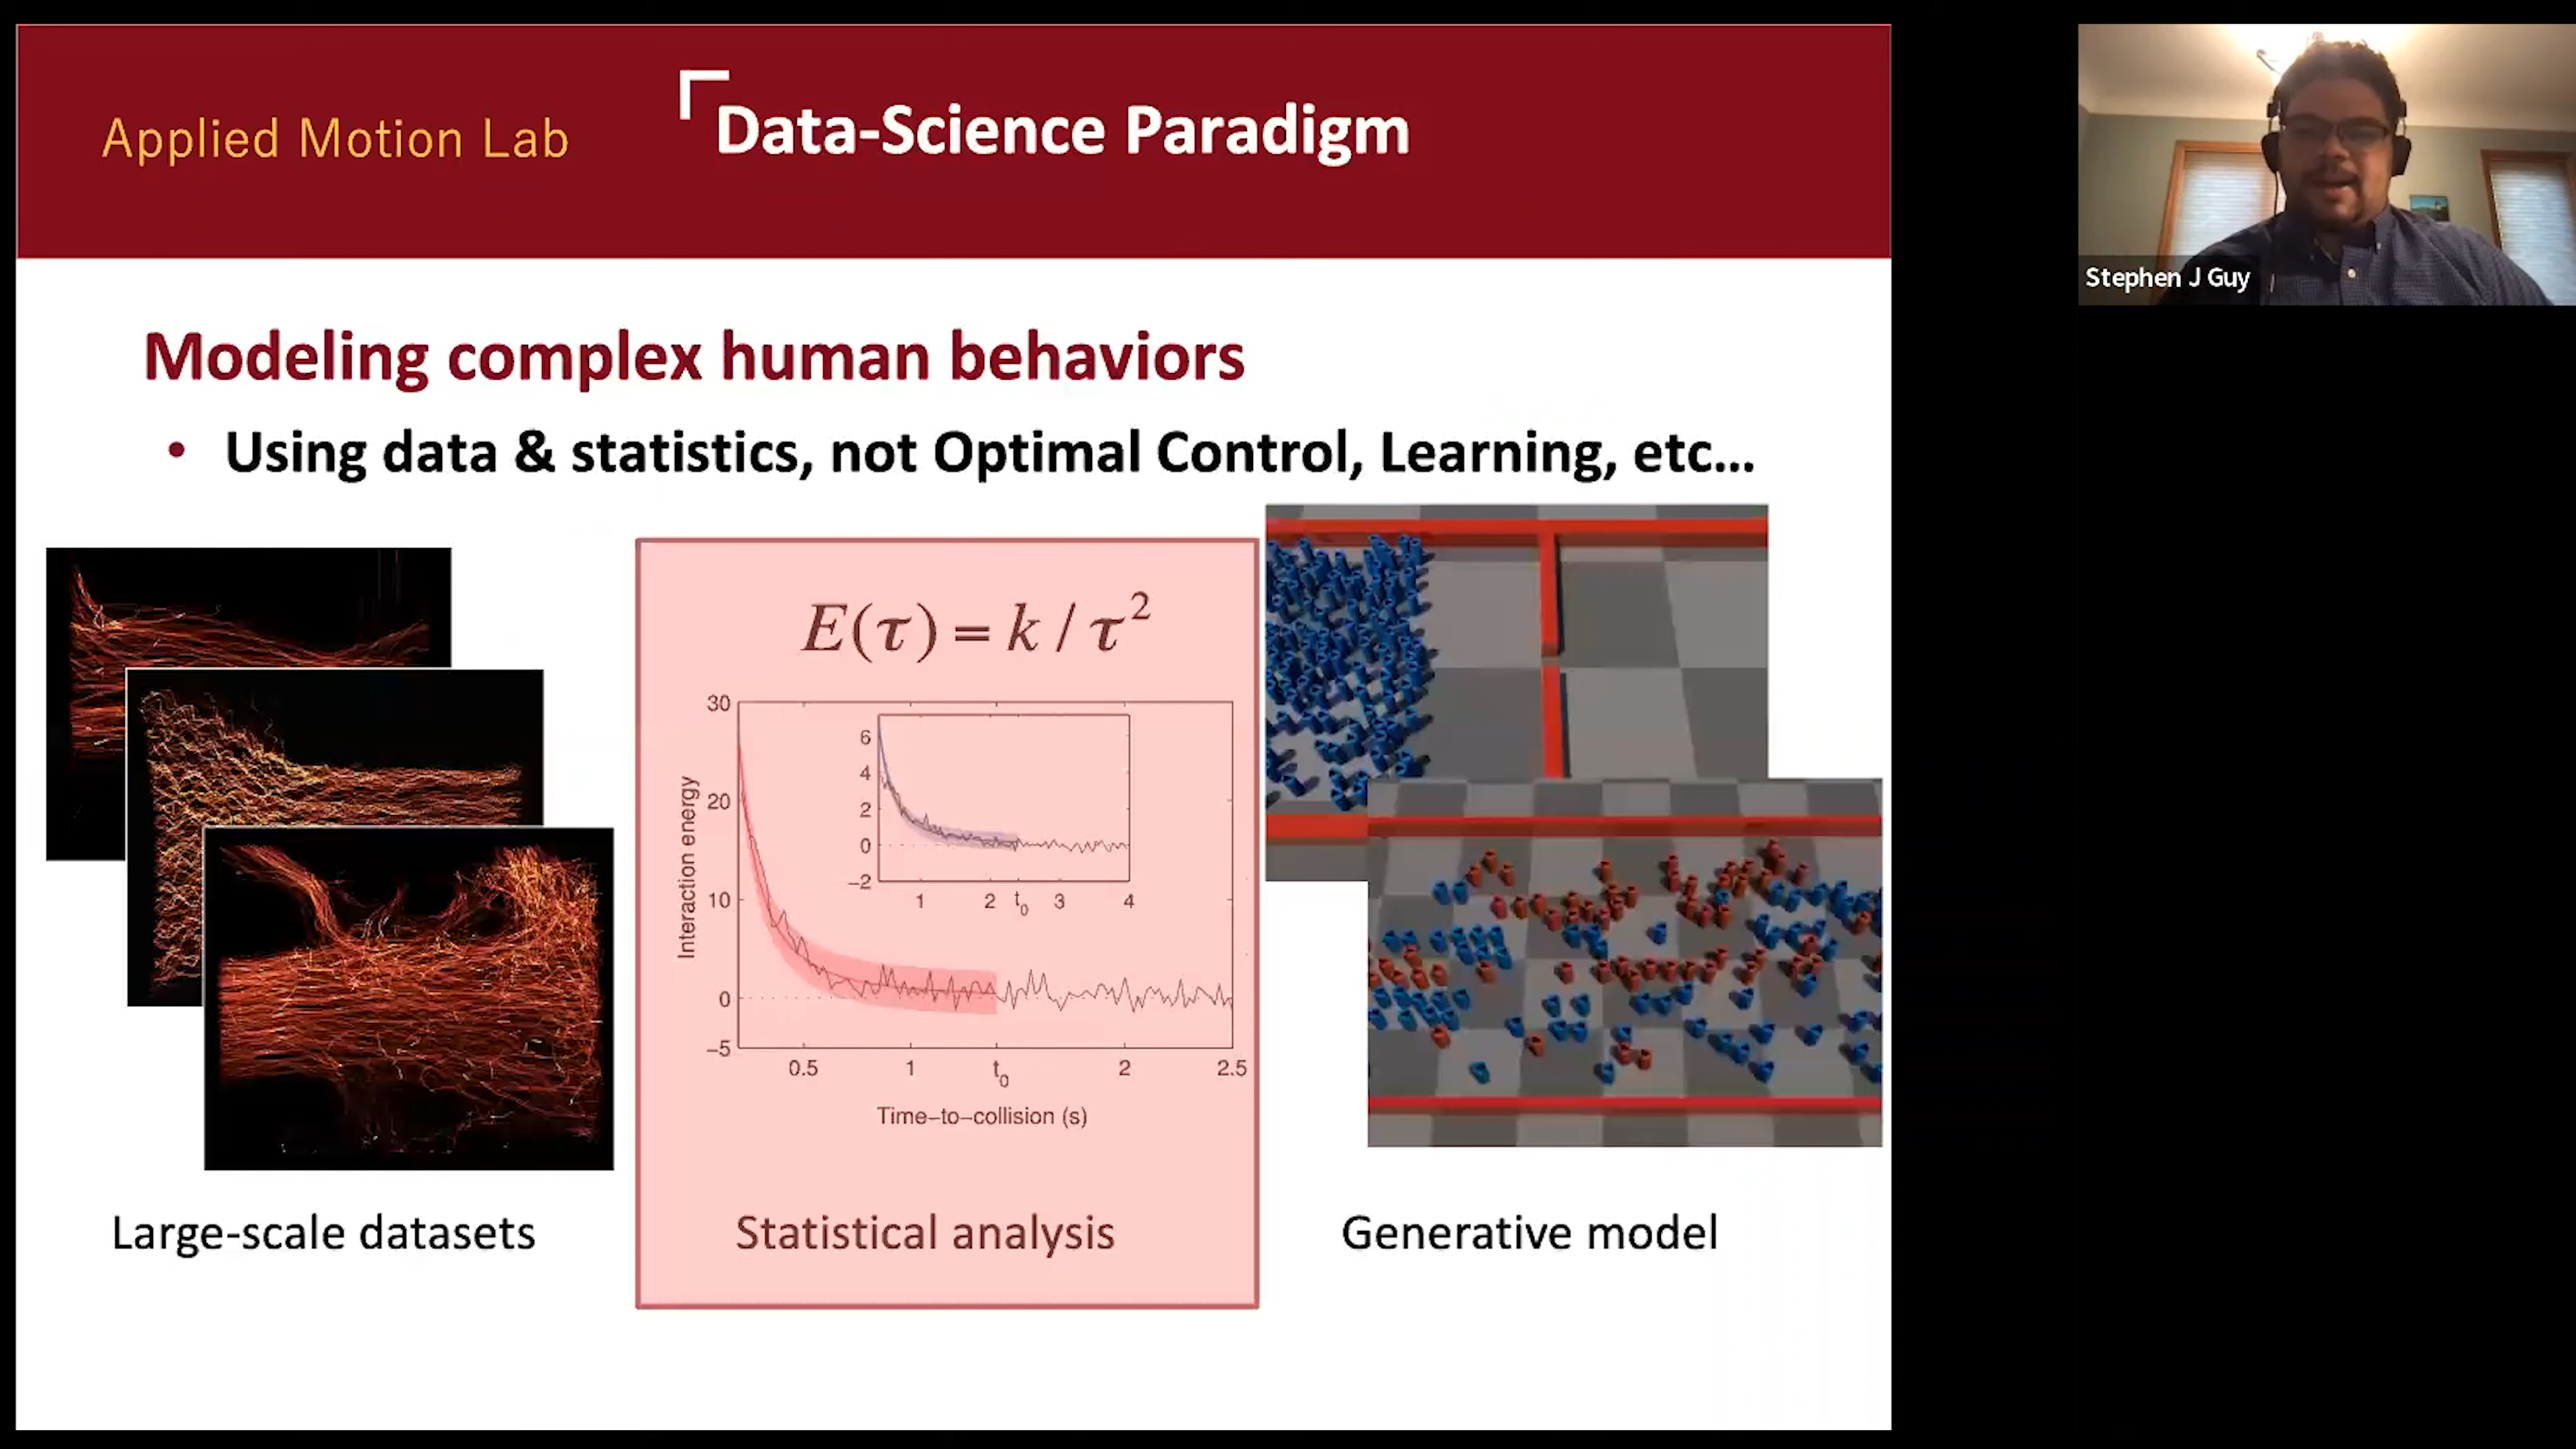 Applied Motion Lab
Data-Science Paradigm
Stephen J Guy
Modeling complex human behaviors
• Using data & statistics, not Optimal Control, Learning, etc...
E(τ) = k / τ²
30
20
10
0
−5
Interaction energy
6
4
2
0
−2
1 2 t₀ 3 4
0.5 1 t₀ 2 2.5
Time−to−collision (s)
Large-scale datasets
Statistical analysis
Generative model